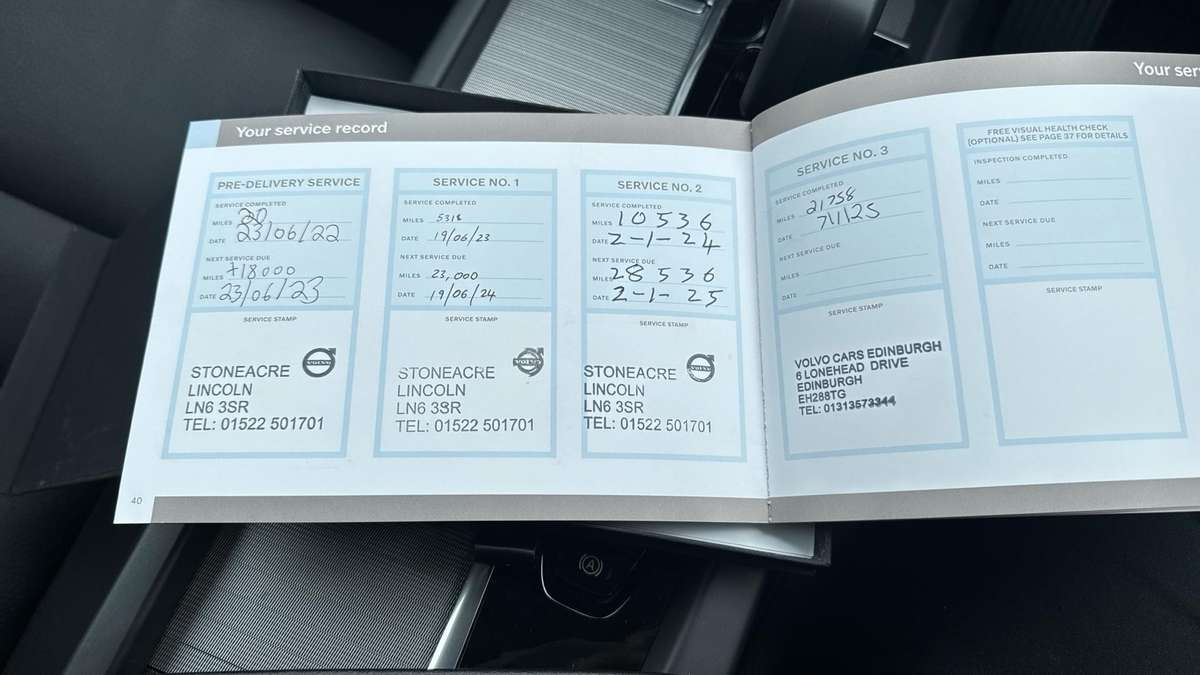 Your service record
PRE-DELIVERY SERVICE
SERVICE COMPLETED
MILES 20
DATE 23/06/22
NEXT SERVICE DUE
MILES +18000
DATE 23/06/23
SERVICE STAMP
STONEACRE VOLVO
LINCOLN
LN6 3SR
TEL: 01522 501701
SERVICE NO. 1
SERVICE COMPLETED
MILES 5318
DATE 19/06/23
NEXT SERVICE DUE
MILES 23,000
DATE 19/06/24
SERVICE STAMP
STONEACRE VOLVO
LINCOLN
LN6 3SR
TEL: 01522 501701
SERVICE NO. 2
SERVICE COMPLETED
MILES 10536
DATE 2-1-24
NEXT SERVICE DUE
MILES 28536
DATE 2-1-25
SERVICE STAMP
STONEACRE VOLVO
LINCOLN
LN6 3SR
TEL: 01522 501701
40
Your ser
SERVICE NO. 3
SERVICE COMPLETED
MILES 21758
DATE 7/1/25
NEXT SERVICE DUE
MILES
DATE
SERVICE STAMP
VOLVO CARS EDINBURGH
6 LONEHEAD DRIVE
EDINBURGH
EH288TG
TEL: 01313573344
FREE VISUAL HEALTH CHECK
(OPTIONAL) SEE PAGE 37 FOR DETAILS
INSPECTION COMPLETED
MILES
DATE
NEXT SERVICE DUE
MILES
DATE
SERVICE STAMP
A